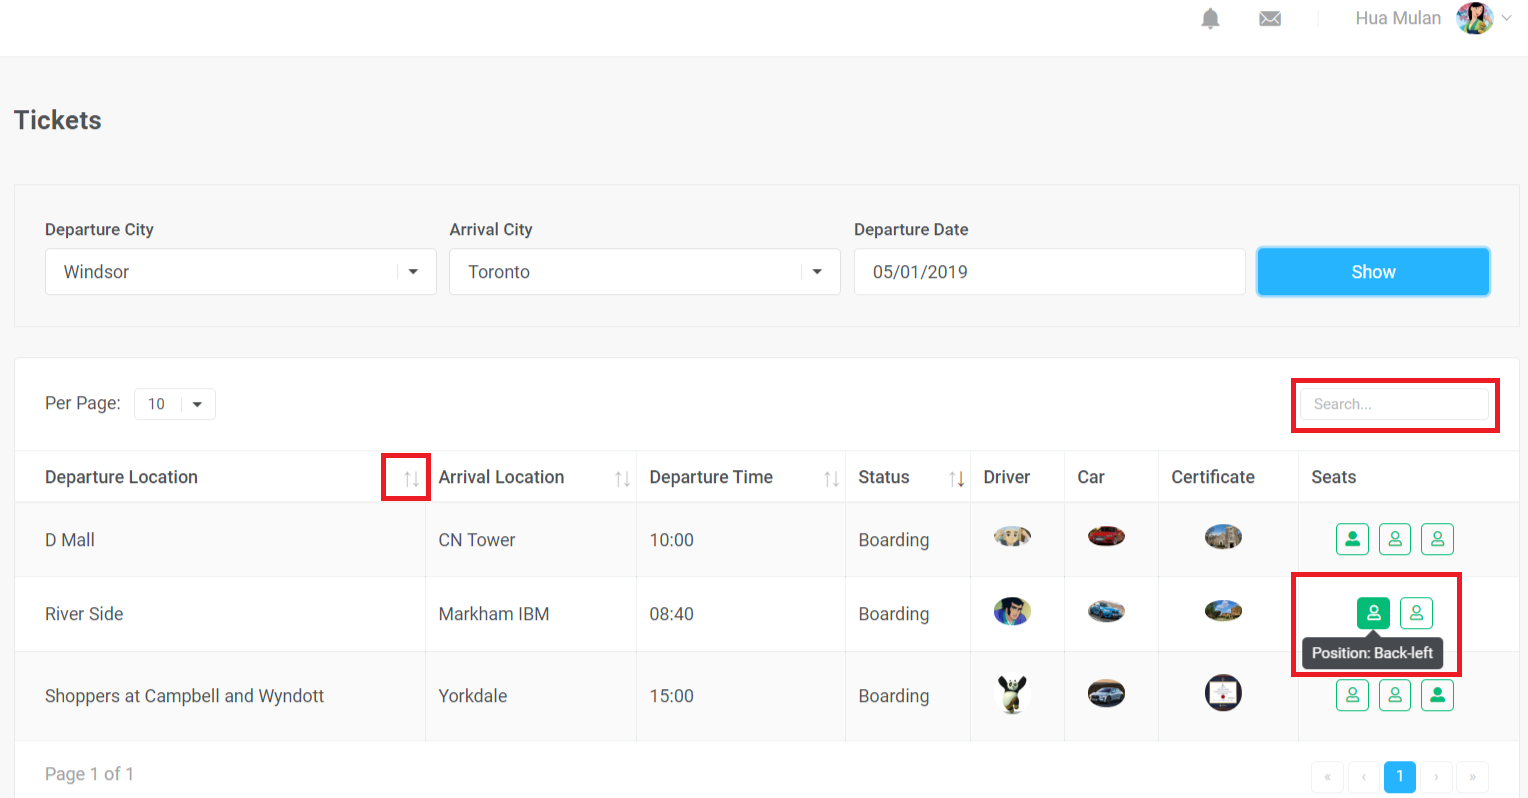 Hua Mulan
Tickets
Departure City Arrival City Departure Date
Windsor Toronto 05/01/2019 Show
Per Page: 10 Search...
Departure Location Arrival Location Departure Time Status Driver Car Certificate Seats
D Mall CN Tower 10:00 Boarding
River Side Markham IBM 08:40 Boarding
Position: Back-left
Shoppers at Campbell and Wyndott Yorkdale 15:00 Boarding
Page 1 of 1 « ‹ 1 › »